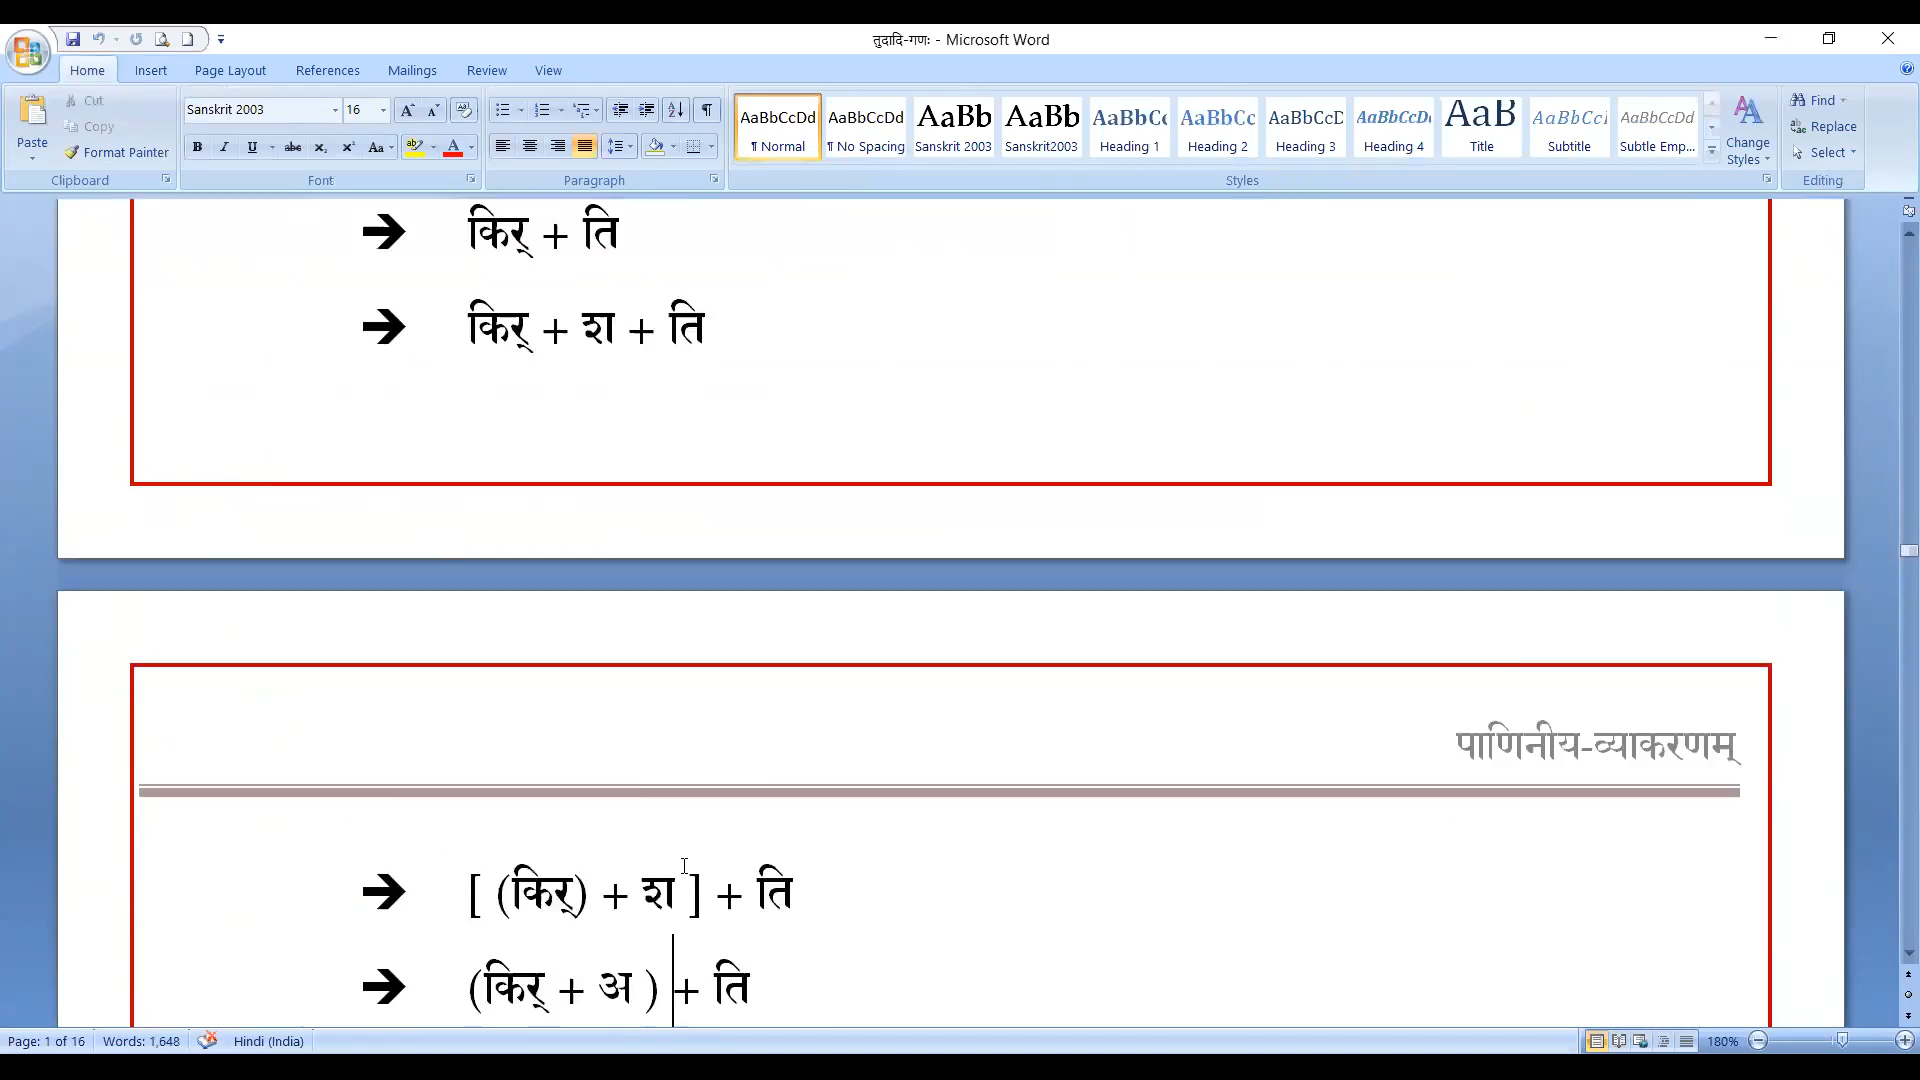 तुदादि-गणः - Microsoft Word
Home Insert Page Layout References Mailings Review View
Paste Cut Copy Format Painter Clipboard
Sanskrit 2003 16
Font
Paragraph
AaBbCcDd AaBbCcDd AaBb AaBb AaBbCc AaBbCc AaBbCcD AaBbCcDı AaB AaBbCcı AaBbCcDd
¶ Normal ¶ No Spacing Sanskrit 2003 Sanskrit2003 Heading 1 Heading 2 Heading 3 Heading 4 Title Subtitle Subtle Emp...
Change Styles
Styles
Find
Replace
Select
Editing
➔ किर् + ति
➔ किर् + श + ति
पाणिनीय-व्याकरणम्
➔ [ (किर्) + श ] + ति
➔ (किर् + अ ) + ति
Page: 1 of 16 Words: 1,648 Hindi (India) 180%